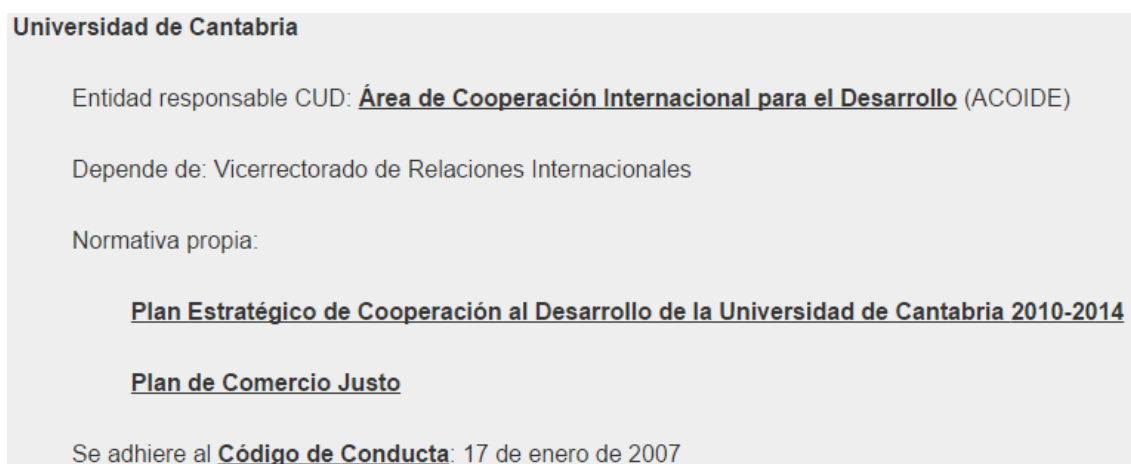 Universidad de Cantabria
Entidad responsable CUD: Área de Cooperación Internacional para el Desarrollo (ACOIDE)
Depende de: Vicerrectorado de Relaciones Internacionales
Normativa propia:
Plan Estratégico de Cooperación al Desarrollo de la Universidad de Cantabria 2010-2014
Plan de Comercio Justo
Se adhiere al Código de Conducta: 17 de enero de 2007